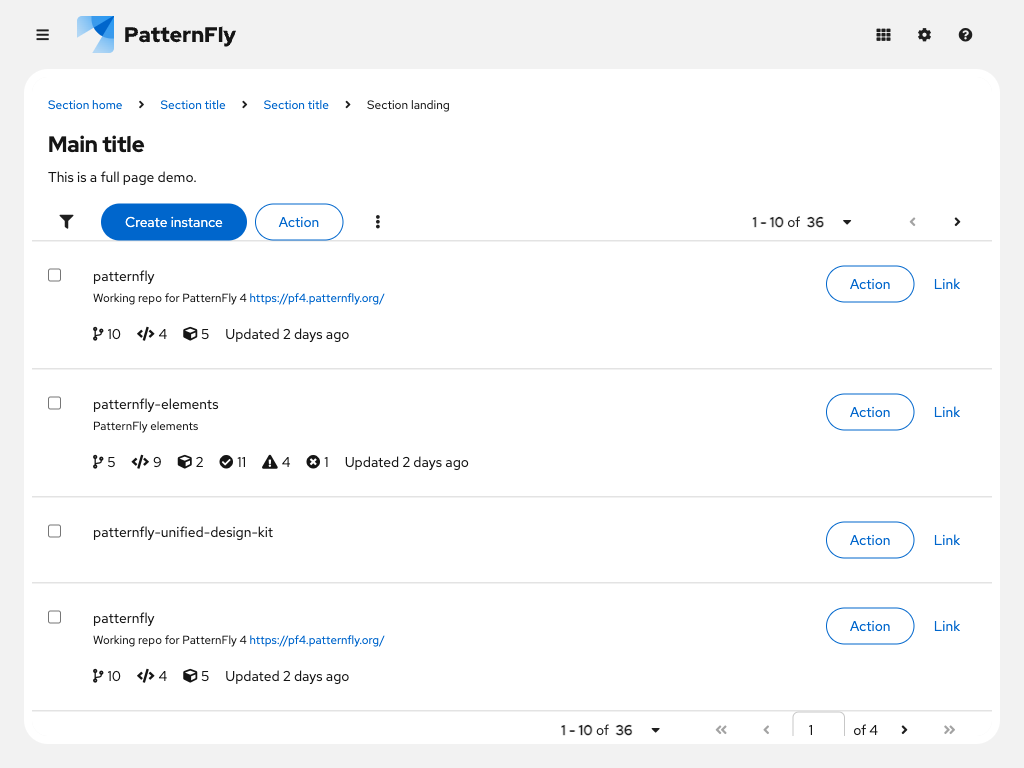 PatternFly
Section home Section title Section title Section landing
Main title
This is a full page demo.
Create instance Action 1 - 10 of 36
patternfly Action Link
Working repo for PatternFly 4 https://pf4.patternfly.org/
10 4 5 Updated 2 days ago
patternfly-elements Action Link
PatternFly elements
5 9 2 11 4 1 Updated 2 days ago
patternfly-unified-design-kit Action Link
patternfly Action Link
Working repo for PatternFly 4 https://pf4.patternfly.org/
10 4 5 Updated 2 days ago
1 - 10 of 36 1 of 4